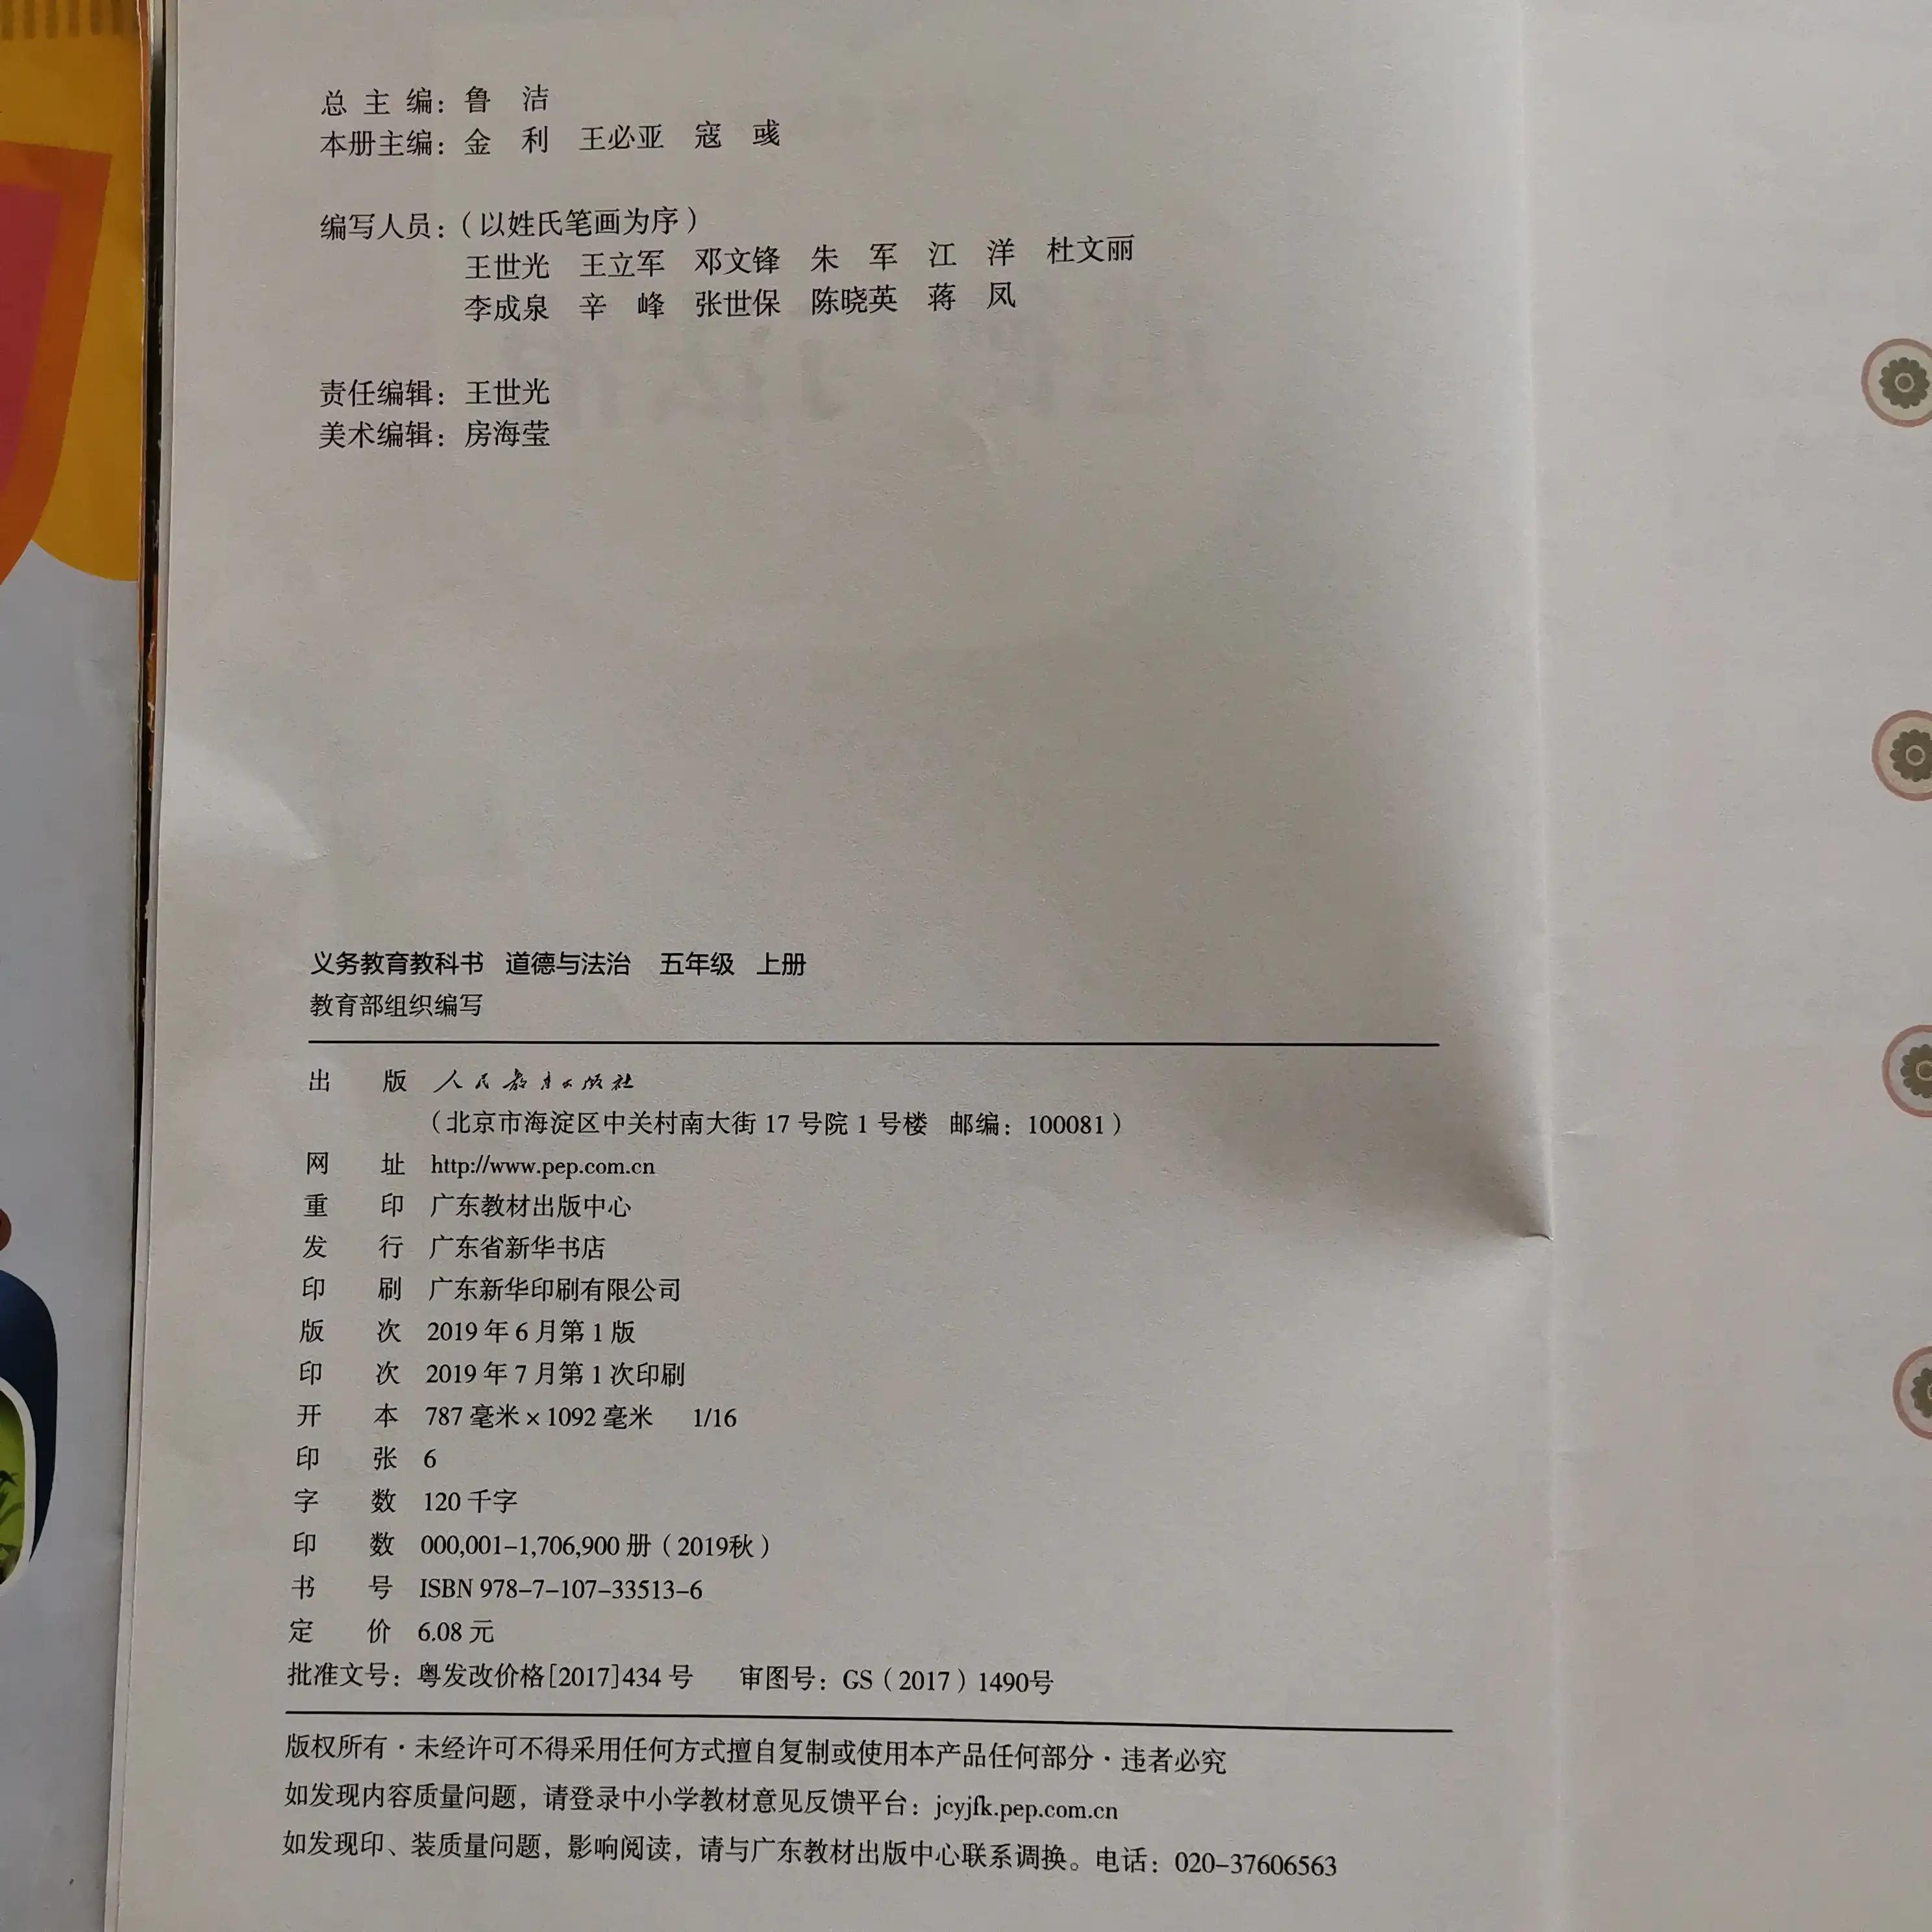 总主编：鲁 洁
本册主编：金 利 王必亚 寇 彧
编写人员：（以姓氏笔画为序）
王世光 王立军 邓文锋 朱 军 江 洋 杜文丽
李成泉 辛 峰 张世保 陈晓英 蒋 凤
责任编辑：王世光
美术编辑：房海莹
义务教育教科书 道德与法治 五年级 上册
教育部组织编写
出 版 人民教育出版社
（北京市海淀区中关村南大街 17 号院 1 号楼 邮编：100081）
网 址 http://www.pep.com.cn
重 印 广东教材出版中心
发 行 广东省新华书店
印 刷 广东新华印刷有限公司
版 次 2019 年 6 月第 1 版
印 次 2019 年 7 月第 1 次印刷
开 本 787 毫米 × 1092 毫米 1/16
印 张 6
字 数 120 千字
印 数 000,001–1,706,900 册（2019秋）
书 号 ISBN 978–7–107–33513–6
定 价 6.08 元
批准文号：粤发改价格[2017]434 号 审图号：GS（2017）1490号
版权所有·未经许可不得采用任何方式擅自复制或使用本产品任何部分·违者必究
如发现内容质量问题，请登录中小学教材意见反馈平台：jcyjfk.pep.com.cn
如发现印、装质量问题，影响阅读，请与广东教材出版中心联系调换。电话：020–37606563